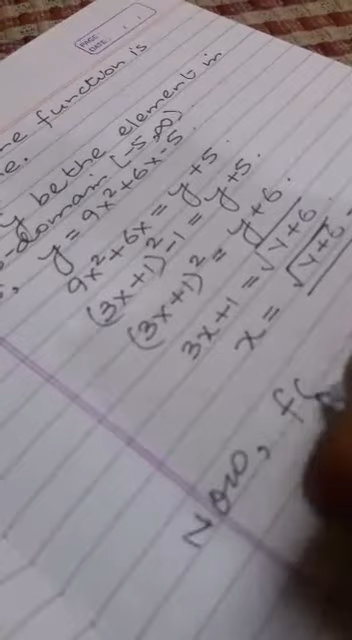 PAGE:
DATE:
function is
y be the element in
-domain [-5,∞)
y = 9x²+6x-5
9x²+6x = y+5.
(3x+1)²-1 = y+5.
(3x+1)² = y+6.
3x+1 = √y+6
x = √y+6
Now, f(